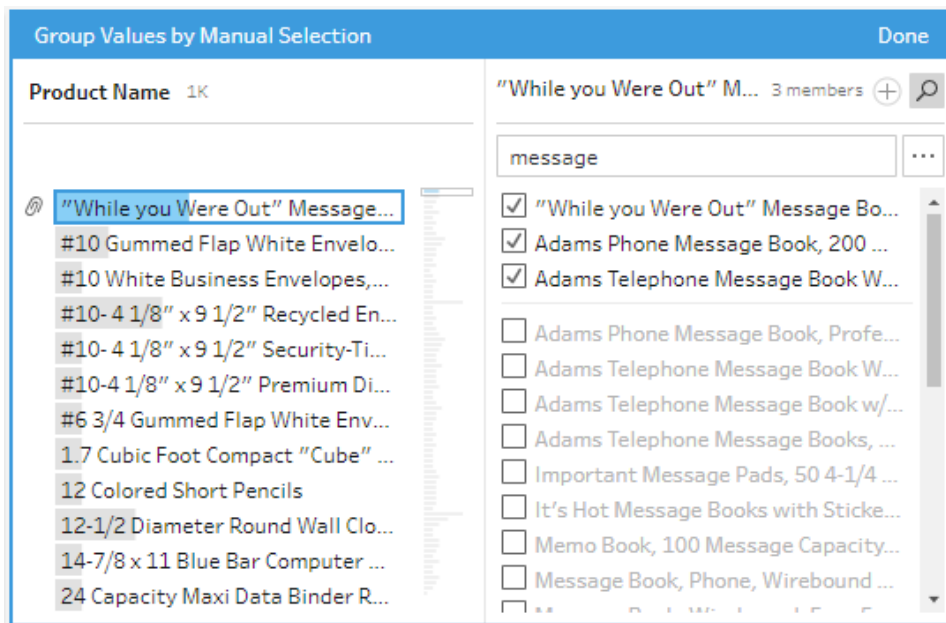 Group Values by Manual Selection Done
Product Name 1K
"While you Were Out" M... 3 members
message
"While you Were Out" Message...
#10 Gummed Flap White Envelo...
#10 White Business Envelopes,...
#10- 4 1/8" x 9 1/2" Recycled En...
#10- 4 1/8" x 9 1/2" Security-Ti...
#10-4 1/8" x 9 1/2" Premium Di...
#6 3/4 Gummed Flap White Env...
1.7 Cubic Foot Compact "Cube" ...
12 Colored Short Pencils
12-1/2 Diameter Round Wall Clo...
14-7/8 x 11 Blue Bar Computer ...
24 Capacity Maxi Data Binder R...
"While you Were Out" Message Bo...
Adams Phone Message Book, 200 ...
Adams Telephone Message Book W...
Adams Phone Message Book, Profe...
Adams Telephone Message Book W...
Adams Telephone Message Book w/...
Adams Telephone Message Books, ...
Important Message Pads, 50 4-1/4 ...
It's Hot Message Books with Sticke...
Memo Book, 100 Message Capacity...
Message Book, Phone, Wirebound ...